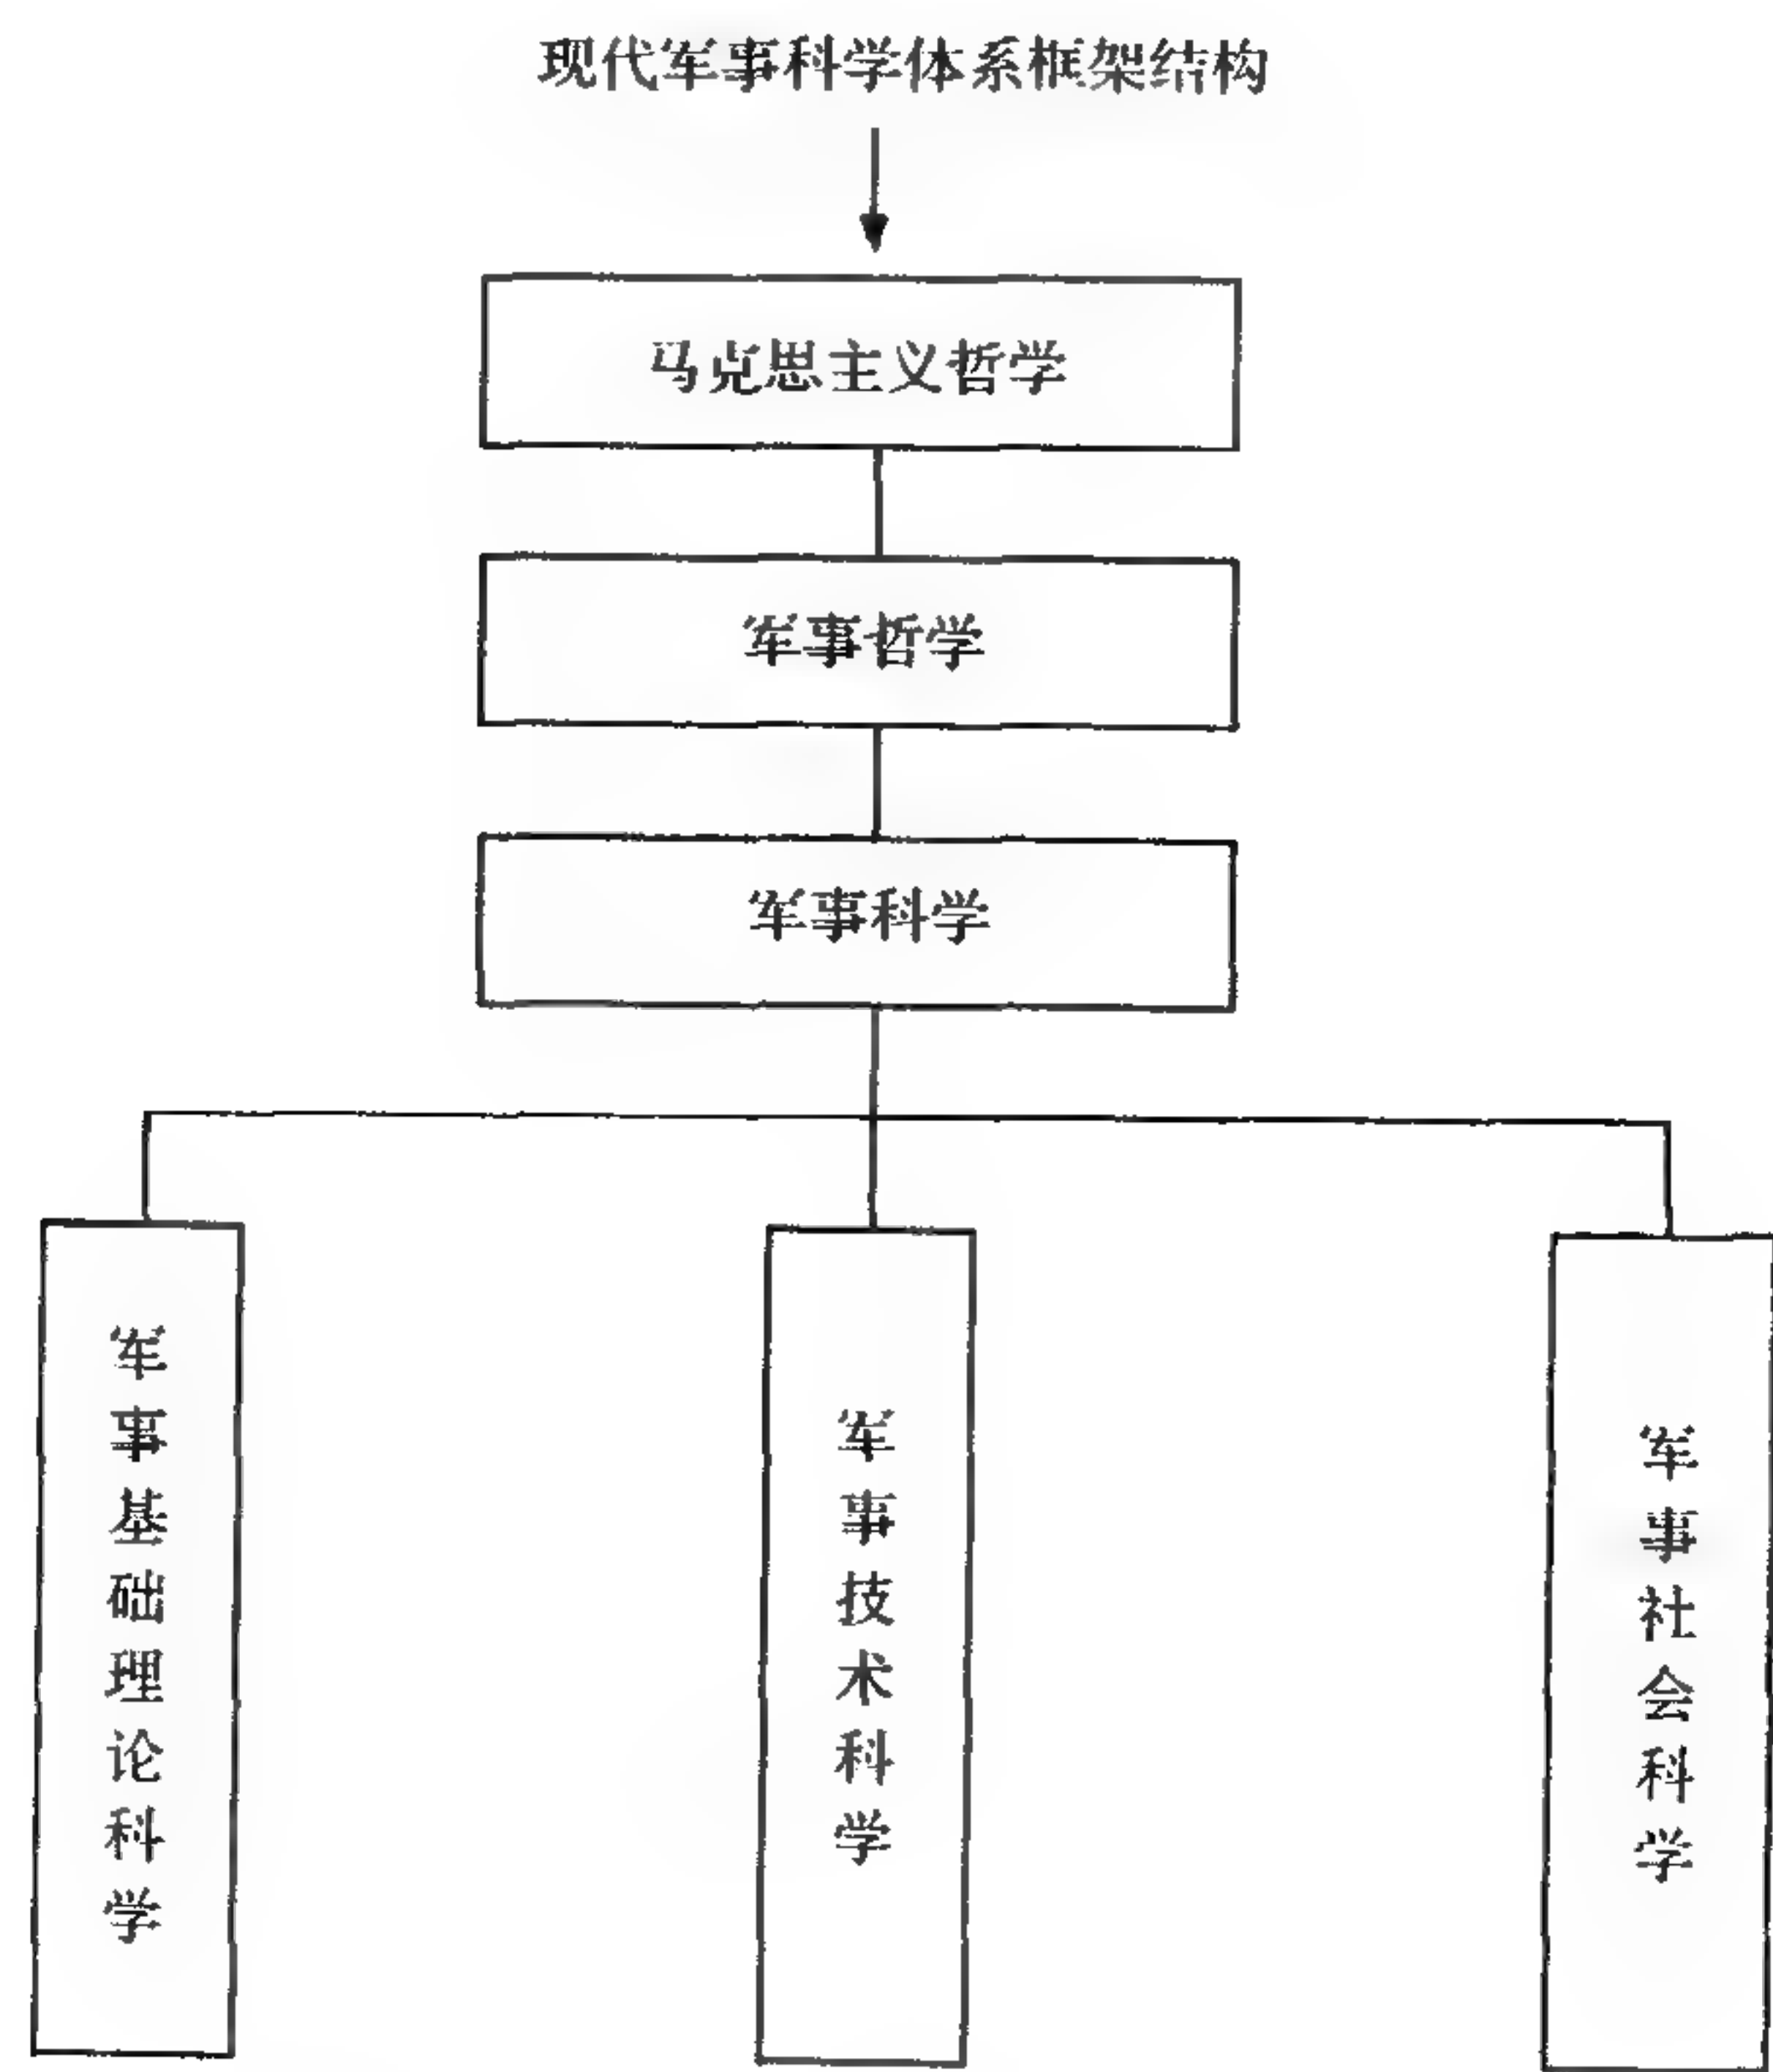 现代军事科学体系框架结构
马克思主义哲学
军事哲学
军事科学
军事基础理论科学
军事技术科学
军事社会科学